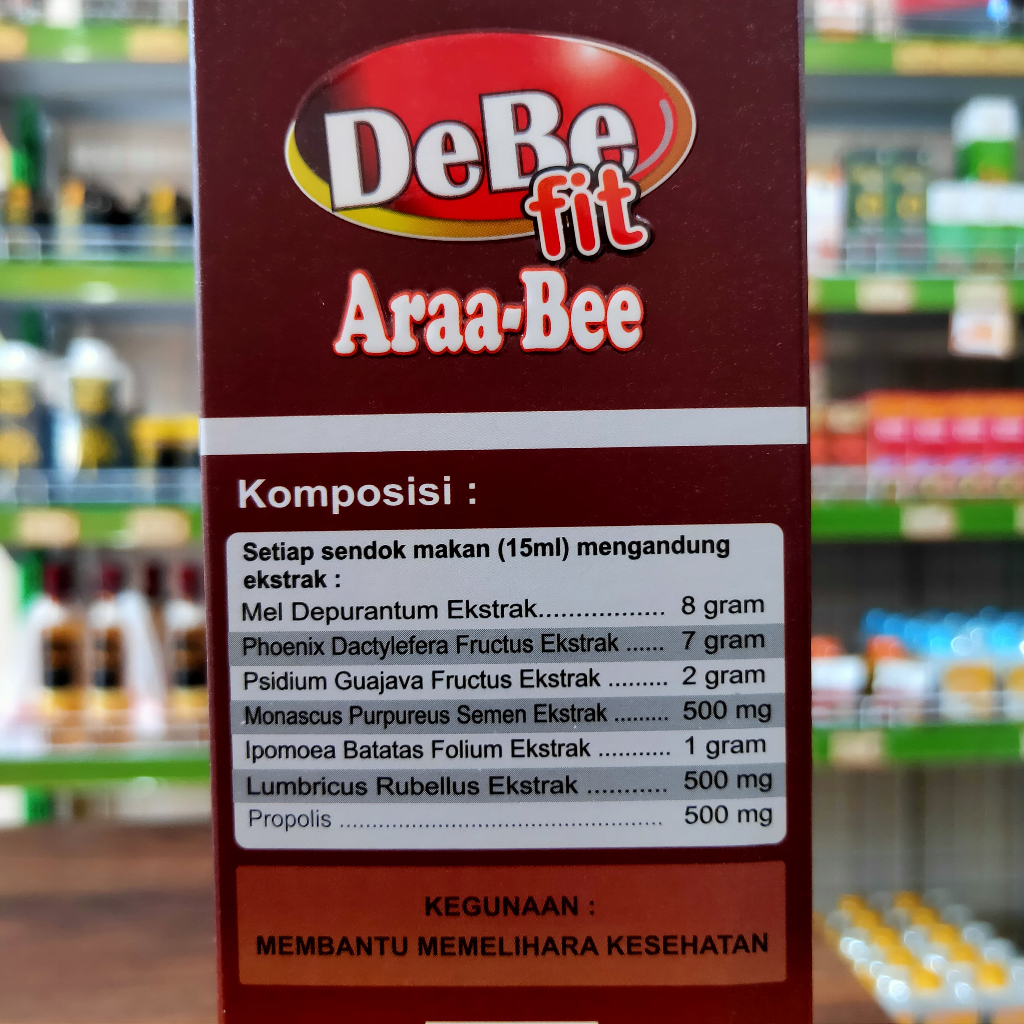 DeBe
fit
Araa-Bee
Komposisi :
Setiap sendok makan (15ml) mengandung
ekstrak :
Mel Depurantum Ekstrak.................. 8 gram
Phoenix Dactylefera Fructus Ekstrak ...... 7 gram
Psidium Guajava Fructus Ekstrak ......... 2 gram
Monascus Purpureus Semen Ekstrak ......... 500 mg
Ipomoea Batatas Folium Ekstrak ........... 1 gram
Lumbricus Rubellus Ekstrak ........... 500 mg
Propolis .................................................. 500 mg
KEGUNAAN :
MEMBANTU MEMELIHARA KESEHATAN